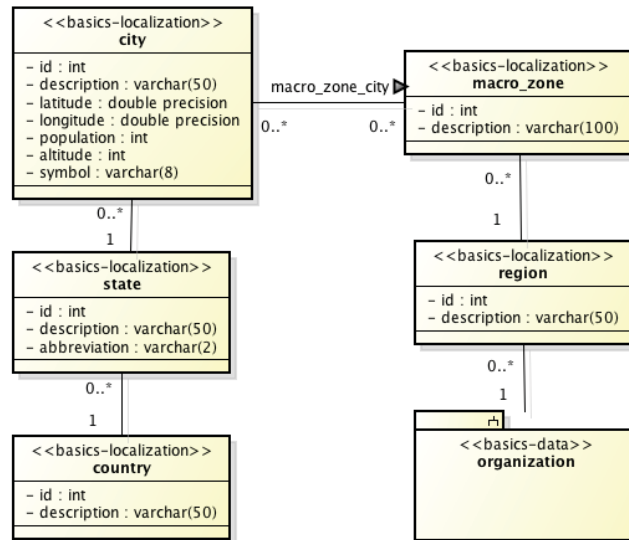 <<basics-localization>>
city
- id : int
- description : varchar(50)
- latitude : double precision
- longitude : double precision
- population : int
- altitude : int
- symbol : varchar(8)
macro_zone_city
0..*
0..*
<<basics-localization>>
macro_zone
- id : int
- description : varchar(100)
0..*
1
<<basics-localization>>
state
- id : int
- description : varchar(50)
- abbreviation : varchar(2)
0..*
1
<<basics-localization>>
region
- id : int
- description : varchar(50)
0..*
1
<<basics-localization>>
country
- id : int
- description : varchar(50)
0..*
1
<<basics-data>>
organization